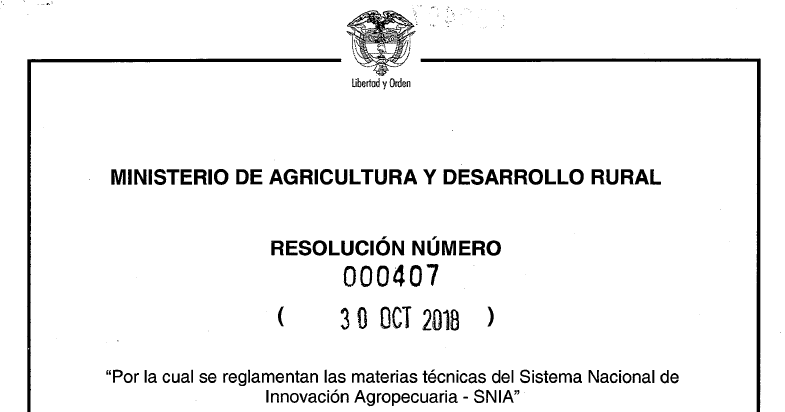 Libertad y Orden
MINISTERIO DE AGRICULTURA Y DESARROLLO RURAL
RESOLUCIÓN NÚMERO
000407
( 30 OCT 2018 )
“Por la cual se reglamentan las materias técnicas del Sistema Nacional de
Innovación Agropecuaria - SNIA”